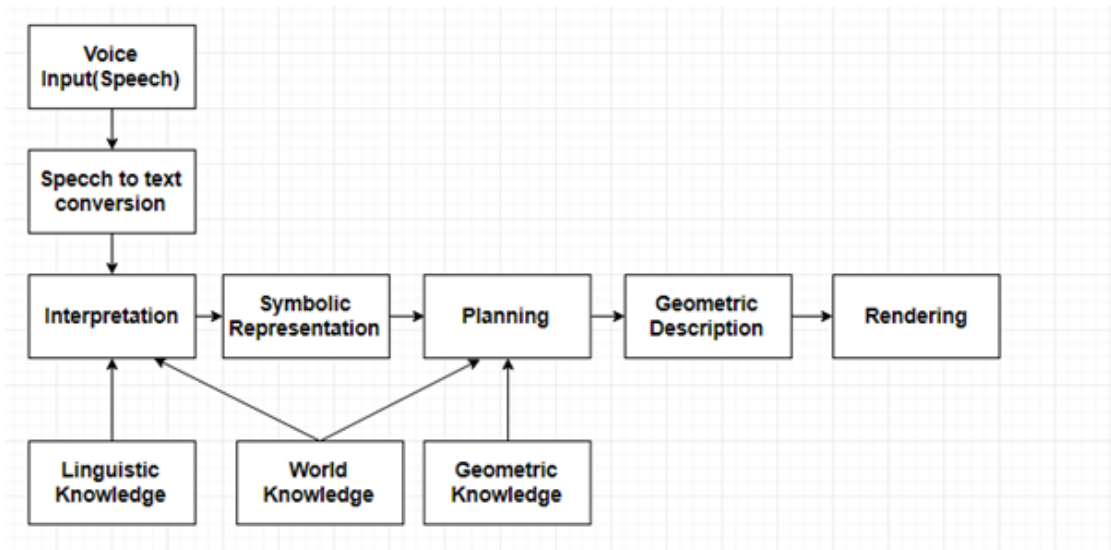 Voice
Input(Speech)
Specch to text
conversion
Interpretation
Symbolic
Representation
Planning
Geometric
Description
Rendering
Linguistic
Knowledge
World
Knowledge
Geometric
Knowledge